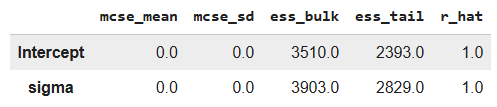 mcse_mean mcse_sd ess_bulk ess_tail r_hat
Intercept 0.0 0.0 3510.0 2393.0 1.0
sigma 0.0 0.0 3903.0 2829.0 1.0